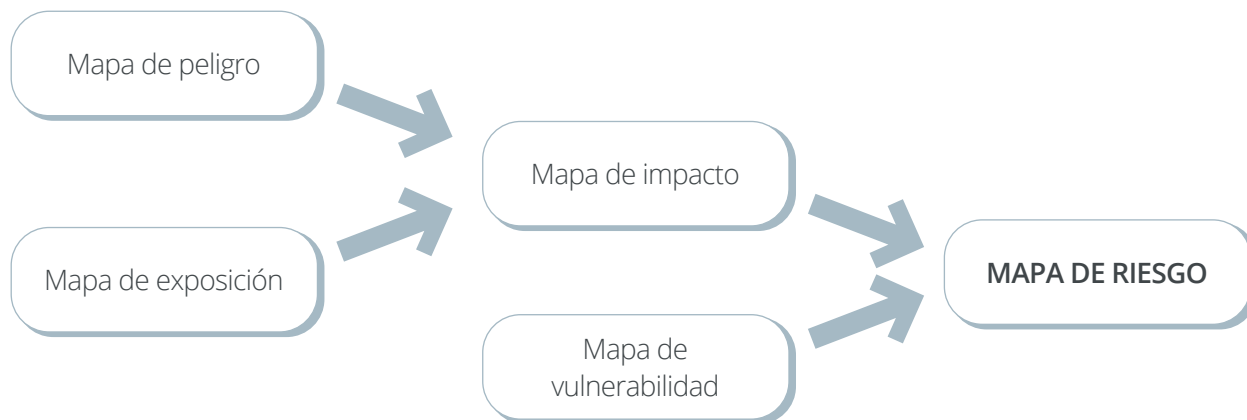 Mapa de peligro
Mapa de exposición
Mapa de impacto
Mapa de
vulnerabilidad
MAPA DE RIESGO